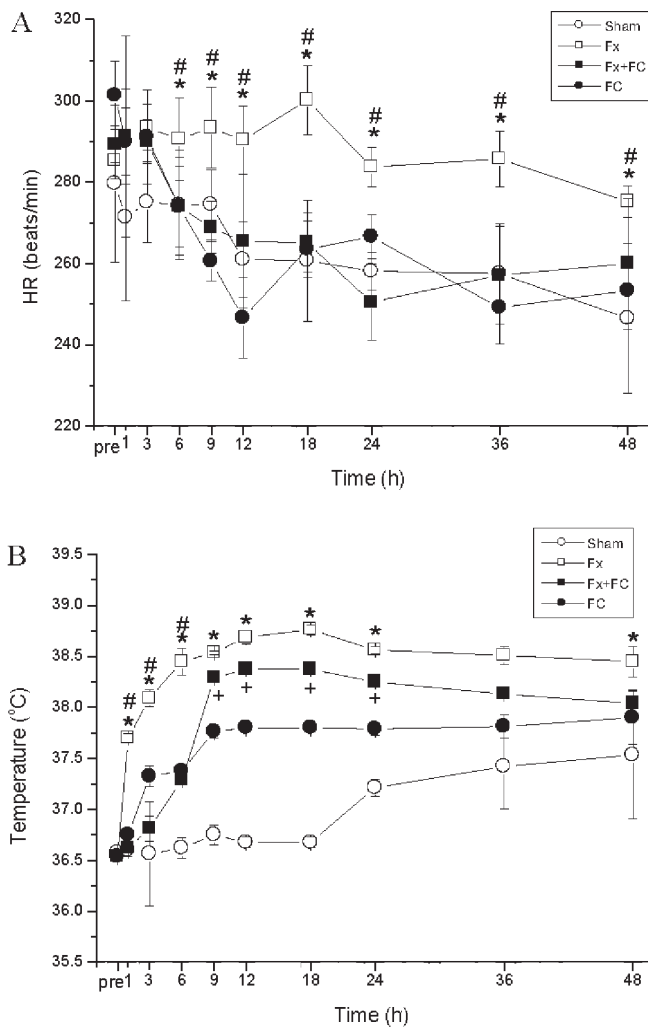 A
320
300
280
260
240
220
HR (beats/min)
Sham
Fx
Fx+FC
FC
# # # # # # #
* * * * * * *
pre 1 3 6 9 12 18 24 36 48
Time (h)
B
39.5
39.0
38.5
38.0
37.5
37.0
36.5
36.0
35.5
Temperature (°C)
Sham
Fx
Fx+FC
FC
# # #
* * * * * * * *
+ + + +
pre 1 3 6 9 12 18 24 36 48
Time (h)